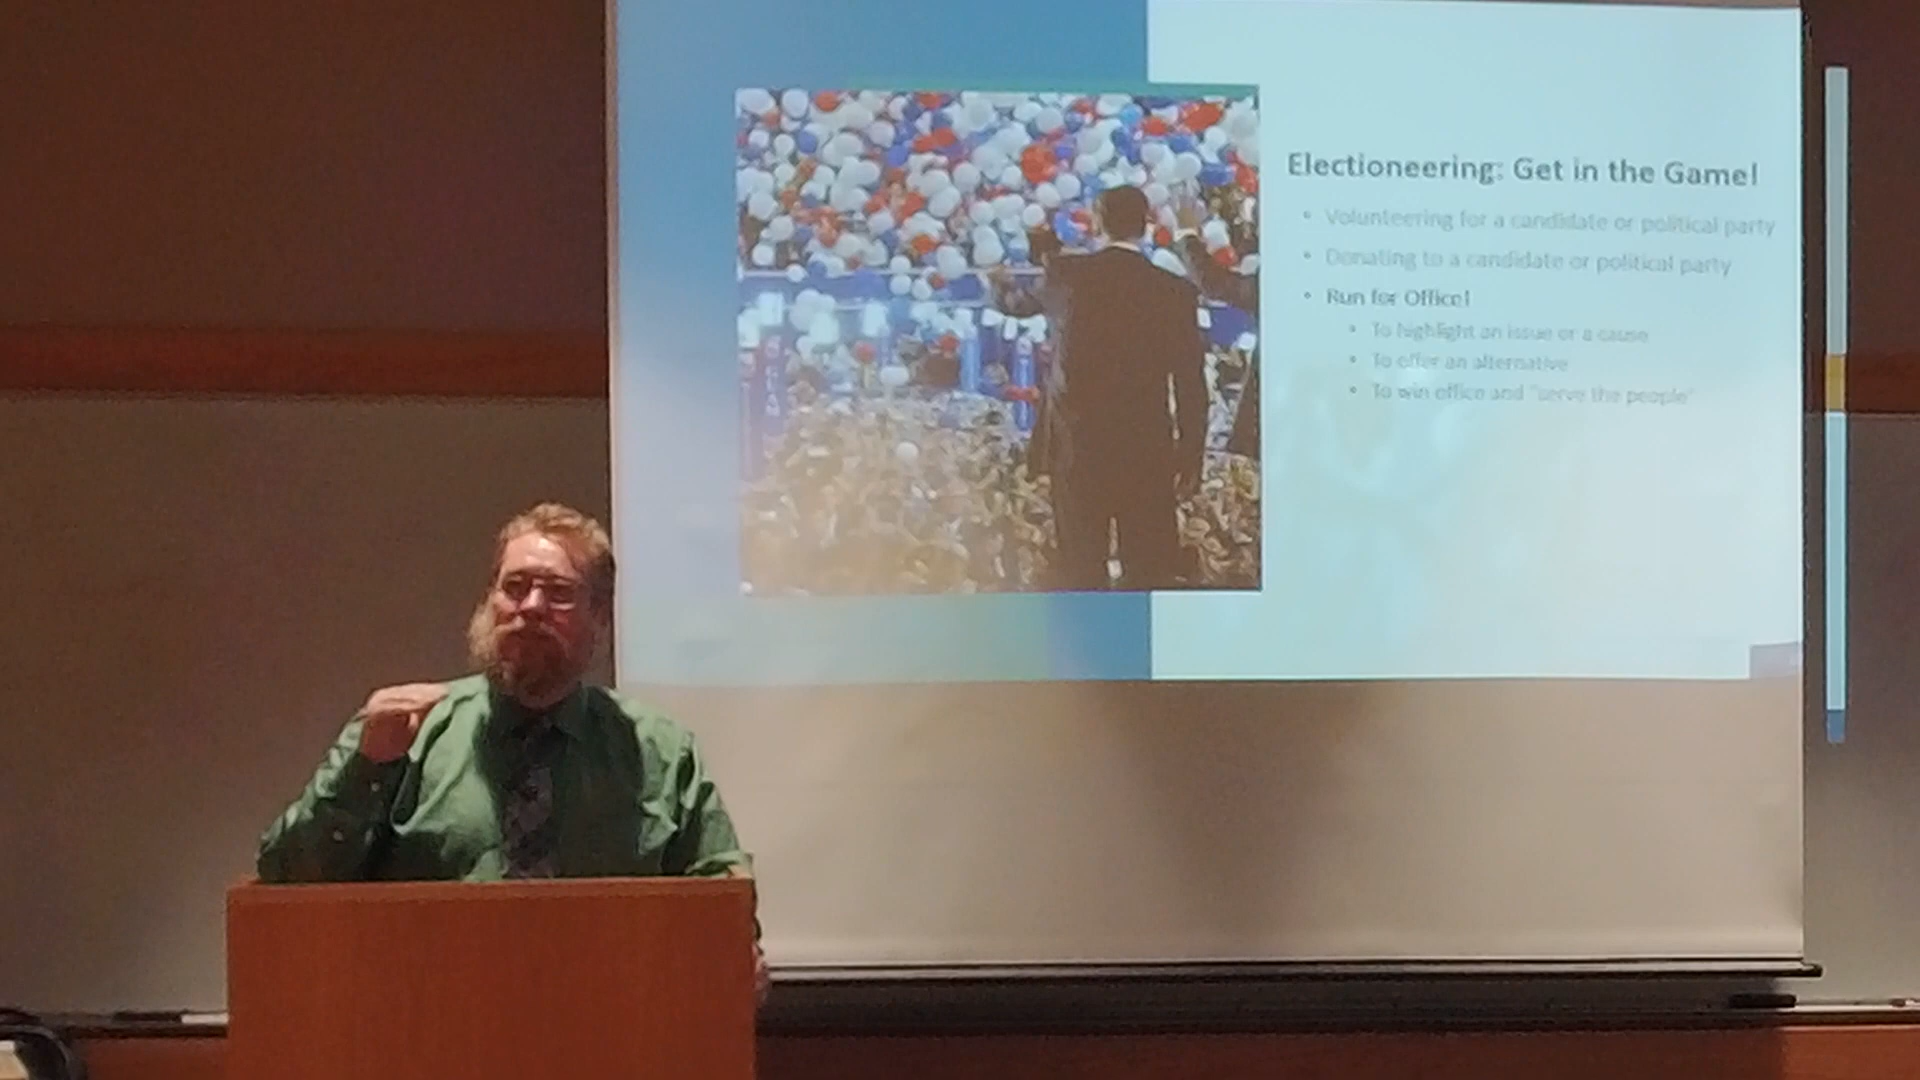 Electioneering: Get in the Game!
Volunteering for a candidate or political party
Donating to a candidate or political party
Run for Office!
To highlight an issue or a cause
To offer an alternative
To win office and "serve the people"